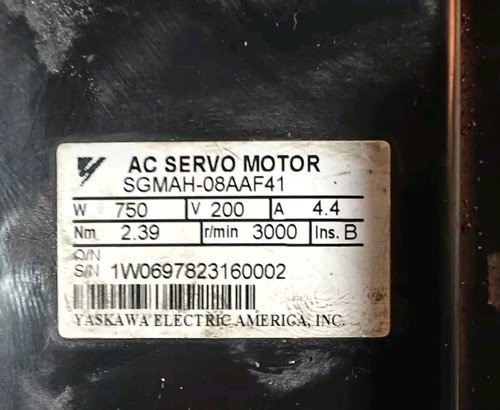 AC SERVO MOTOR
SGMAH-08AAF41
W 750 V 200 A 4.4
Nm 2.39 r/min 3000 Ins. B
O/N
S/N 1W0697823160002
YASKAWA ELECTRIC AMERICA, INC.